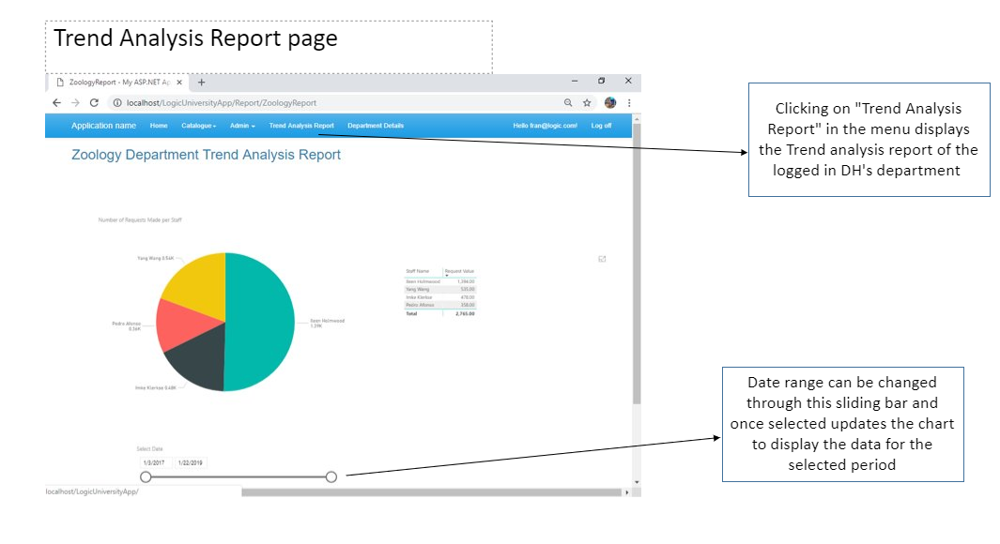 Trend Analysis Report page
ZoologyReport - My ASP.NET Ap
localhost/LogicUniversityApp/Report/ZoologyReport
Application name Home Catalogue Admin Trend Analysis Report Department Details Hello fran@logic.com! Log off
Zoology Department Trend Analysis Report
Clicking on "Trend Analysis
Report" in the menu displays
the Trend analysis report of the
logged in DH's department
Number of Requests Made per Staff
Yang Wang 0.54K
Pedro Afonso
0.36K
Imke Klerkse 0.48K
Keen Holmwood
1.39K
Staff Name Request Value
Keen Holmwood 1,394.00
Yang Wang 535.00
Imke Klerkse 478.00
Pedro Afonso 358.00
Total 2,765.00
Date range can be changed
through this sliding bar and
once selected updates the chart
to display the data for the
selected period
Select Date
1/3/2017 1/22/2019
localhost/LogicUniversityApp/